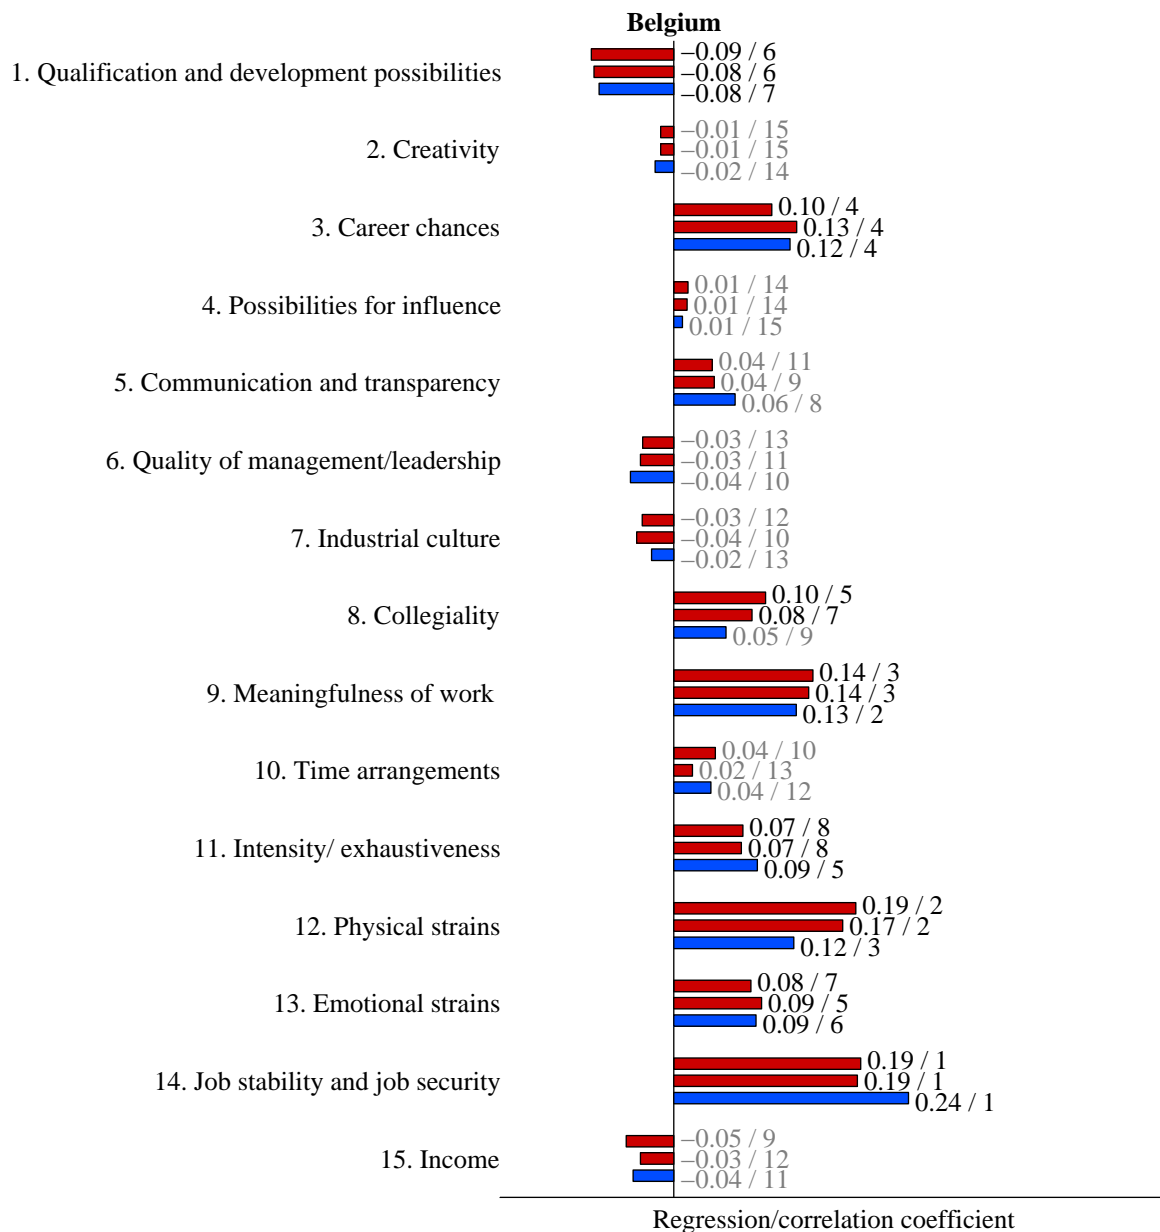 Belgium
1. Qualification and development possibilities
–0.09 / 6
–0.08 / 6
–0.08 / 7
2. Creativity
–0.01 / 15
–0.01 / 15
–0.02 / 14
3. Career chances
0.10 / 4
0.13 / 4
0.12 / 4
4. Possibilities for influence
0.01 / 14
0.01 / 14
0.01 / 15
5. Communication and transparency
0.04 / 11
0.04 / 9
0.06 / 8
6. Quality of management/leadership
–0.03 / 13
–0.03 / 11
–0.04 / 10
7. Industrial culture
–0.03 / 12
–0.04 / 10
–0.02 / 13
8. Collegiality
0.10 / 5
0.08 / 7
0.05 / 9
9. Meaningfulness of work
0.14 / 3
0.14 / 3
0.13 / 2
10. Time arrangements
0.04 / 10
0.02 / 13
0.04 / 12
11. Intensity/ exhaustiveness
0.07 / 8
0.07 / 8
0.09 / 5
12. Physical strains
0.19 / 2
0.17 / 2
0.12 / 3
13. Emotional strains
0.08 / 7
0.09 / 5
0.09 / 6
14. Job stability and job security
0.19 / 1
0.19 / 1
0.24 / 1
15. Income
–0.05 / 9
–0.03 / 12
–0.04 / 11
Regression/correlation coefficient